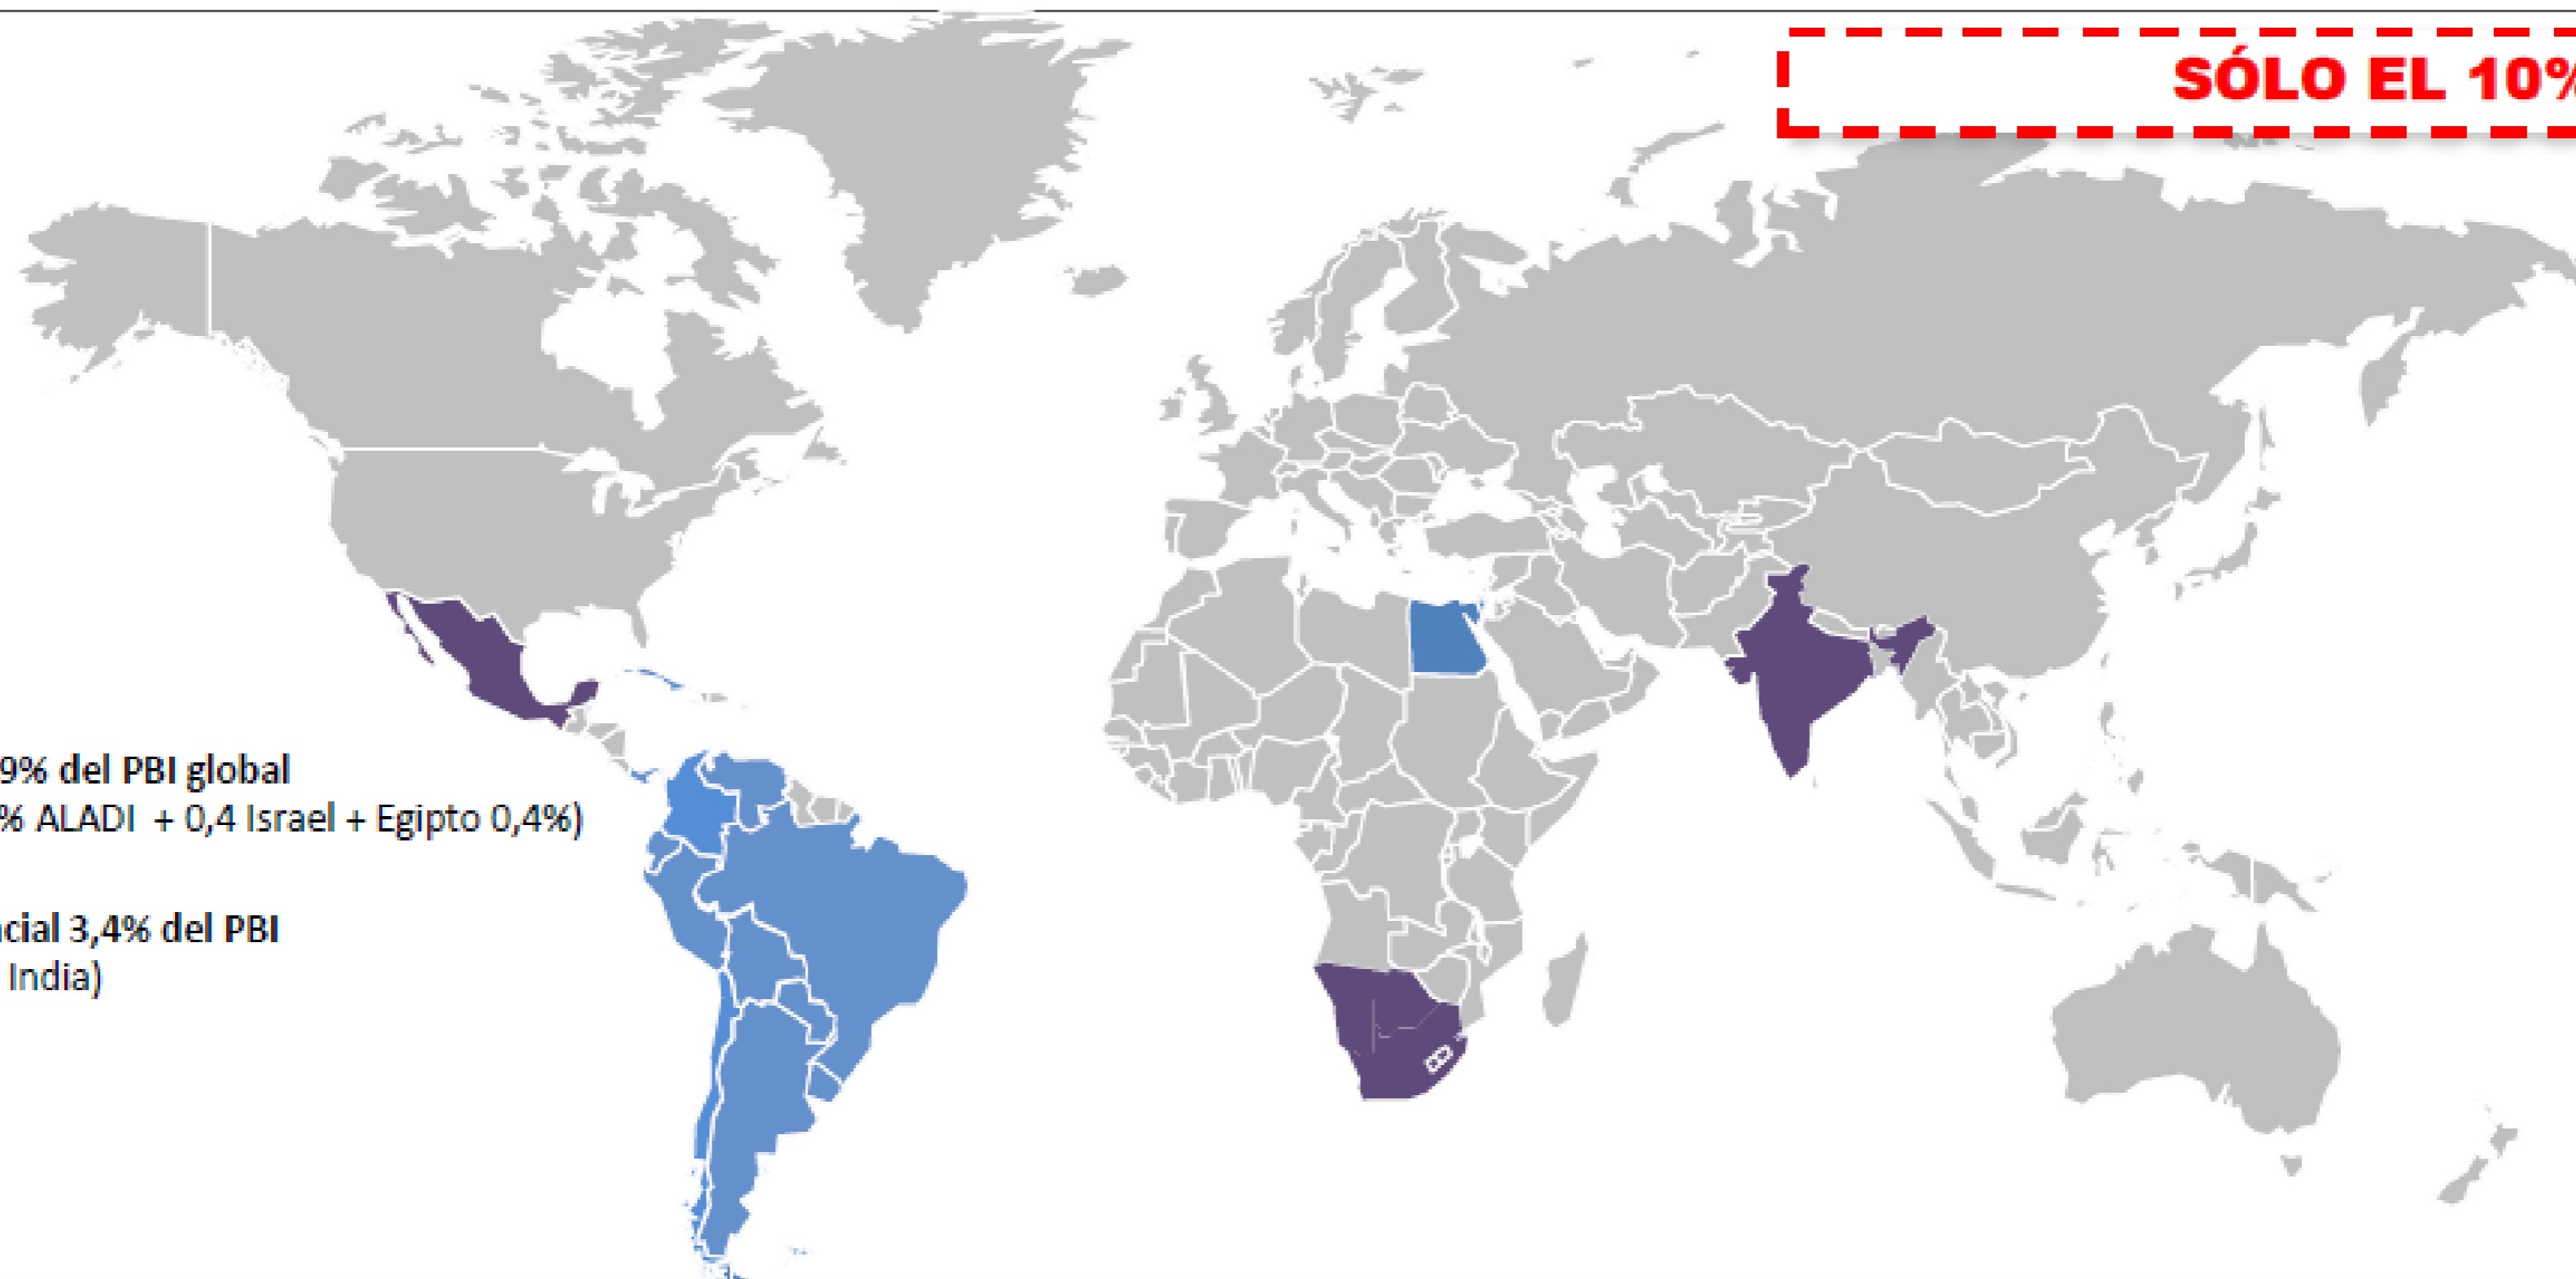 SÓLO EL 10%
9% del PBI global
% ALADI + 0,4 Israel + Egipto 0,4%)
cial 3,4% del PBI
India)